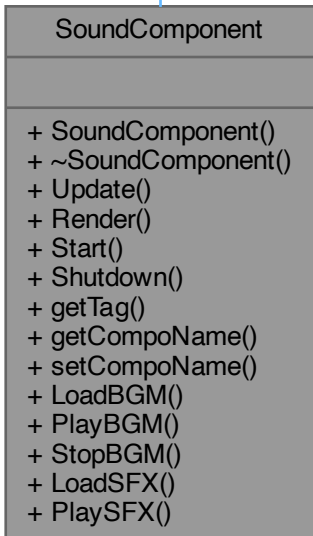 SoundComponent
+ SoundComponent()
+ ~SoundComponent()
+ Update()
+ Render()
+ Start()
+ Shutdown()
+ getTag()
+ getCompoName()
+ setCompoName()
+ LoadBGM()
+ PlayBGM()
+ StopBGM()
+ LoadSFX()
+ PlaySFX()